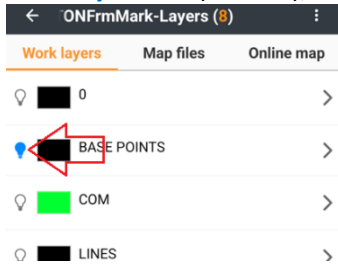 ONFrmMark-Layers (8)
Work layers Map files Online map
0
BASE POINTS
COM
LINES